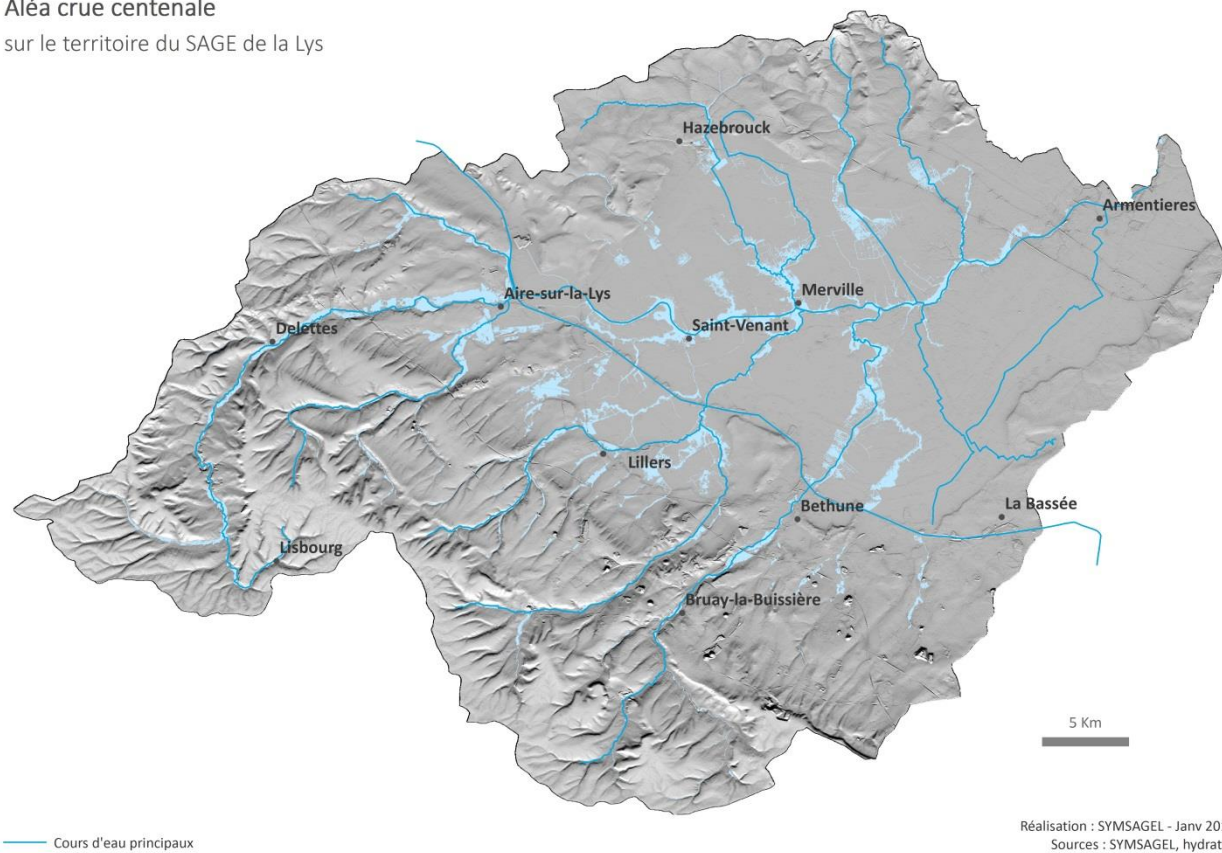 Aléa crue centenale
sur le territoire du SAGE de la Lys
Hazebrouck
Armentieres
Aire-sur-la-Lys
Merville
Saint-Venant
Delettes
Lillers
Bethune
La Bassée
Lisbourg
Bruay-la-Buissière
5 Km
Cours d'eau principaux
Réalisation : SYMSAGEL - Janv 20
Sources : SYMSAGEL, hydrat